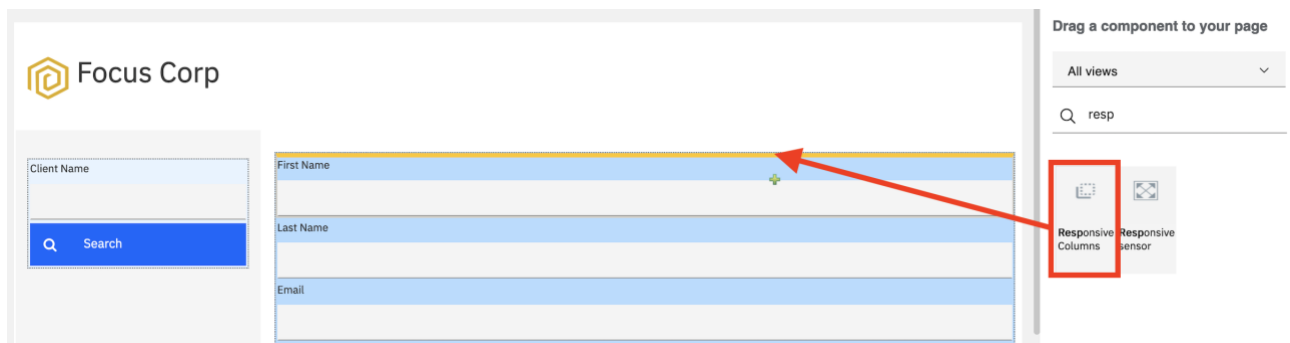 Focus Corp
Client Name
Search
First Name
Last Name
Email
Drag a component to your page
All views
resp
Responsive
Columns
Responsive
sensor